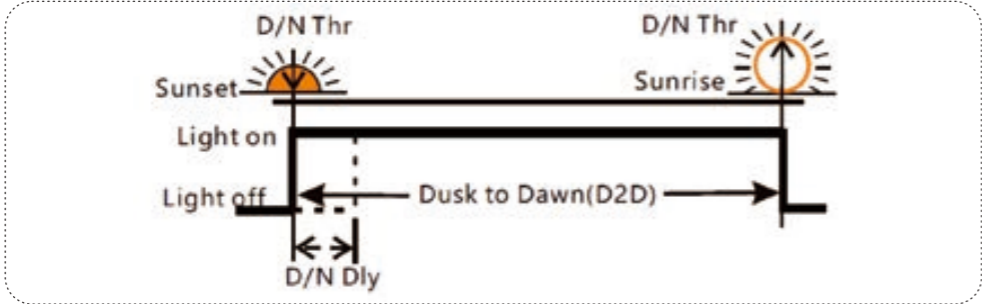 D/N Thr
D/N Thr
Sunset
Sunrise
Light on
Light off
Dusk to Dawn(D2D)
D/N Dly